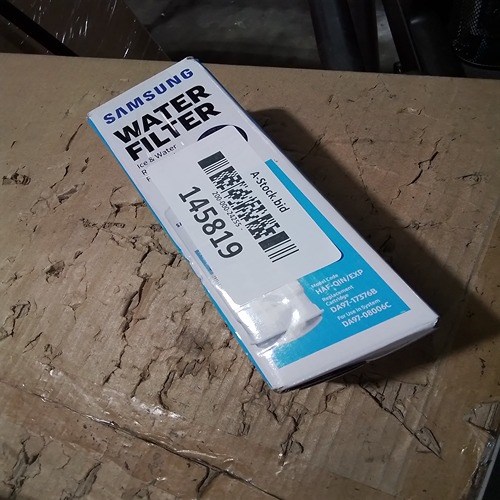 SAMSUNG
WATER
FILTER
Ice & Water
A-Stock.bid
145819
Model Code
HAF-QIN/EXP
Replacement
Cartridge
DA97-17376B
For Use in System
DA97-08006C